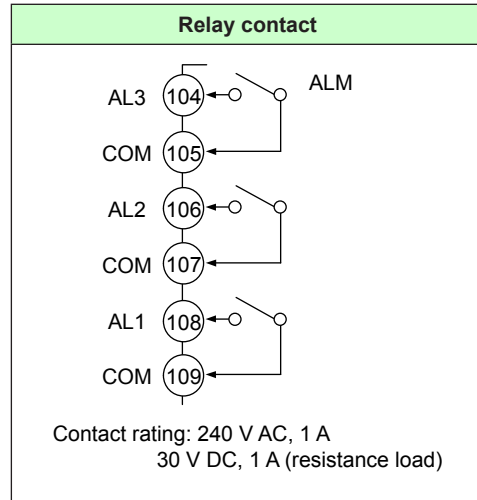 Relay contact
AL3 104 ALM
COM 105
AL2 106
COM 107
AL1 108
COM 109
Contact rating: 240 V AC, 1 A
30 V DC, 1 A (resistance load)